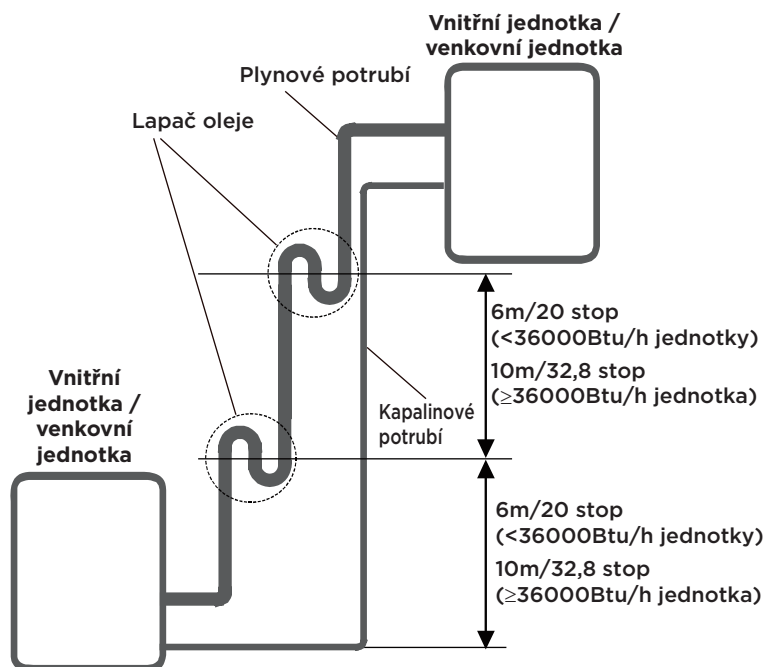 Vnitřní jednotka /
venkovní jednotka
Plynové potrubí
Lapač oleje
6m/20 stop
(<36000Btu/h jednotky)
10m/32,8 stop
(≥36000Btu/h jednotka)
Vnitřní
jednotka /
venkovní
jednotka
Kapalinové
potrubí
6m/20 stop
(<36000Btu/h jednotky)
10m/32,8 stop
(≥36000Btu/h jednotka)